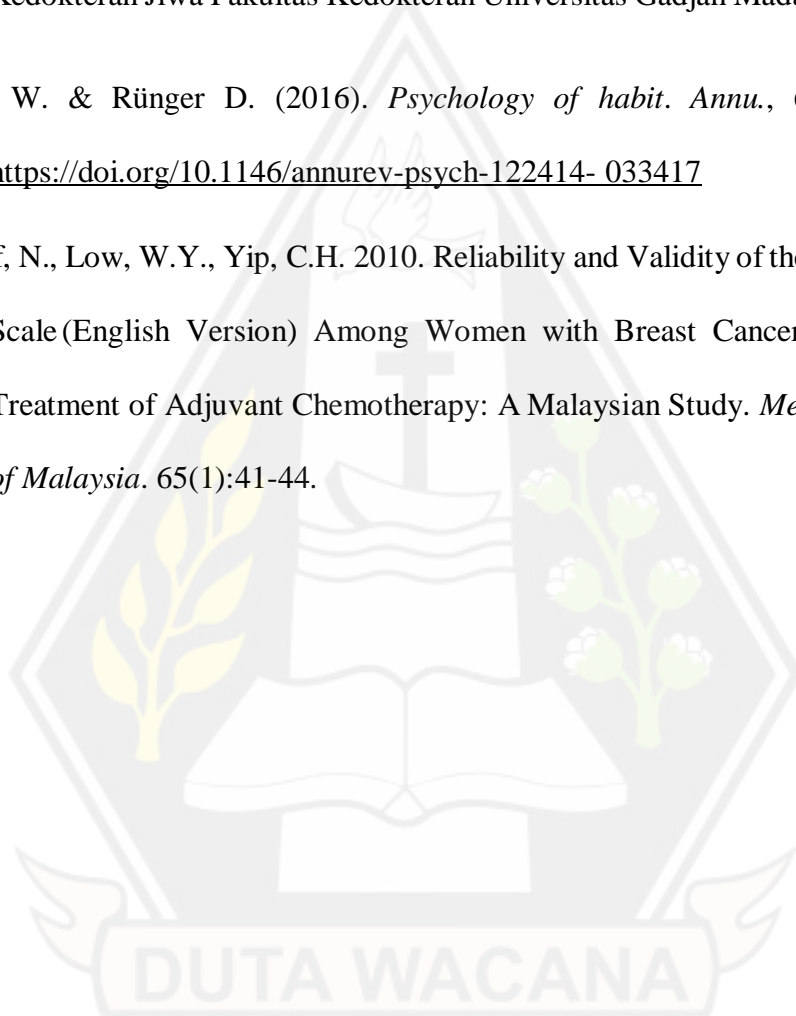 Kedokteran Jiwa Fakultas Kedokteran Universitas Gadjah Mada
W. & Rünger D. (2016). Psychology of habit. Annu.,
https://doi.org/10.1146/annurev-psych-122414- 033417
f, N., Low, W.Y., Yip, C.H. 2010. Reliability and Validity of the
Scale (English Version) Among Women with Breast Cancer
Treatment of Adjuvant Chemotherapy: A Malaysian Study. Me
of Malaysia. 65(1):41-44.
DUTA WACANA